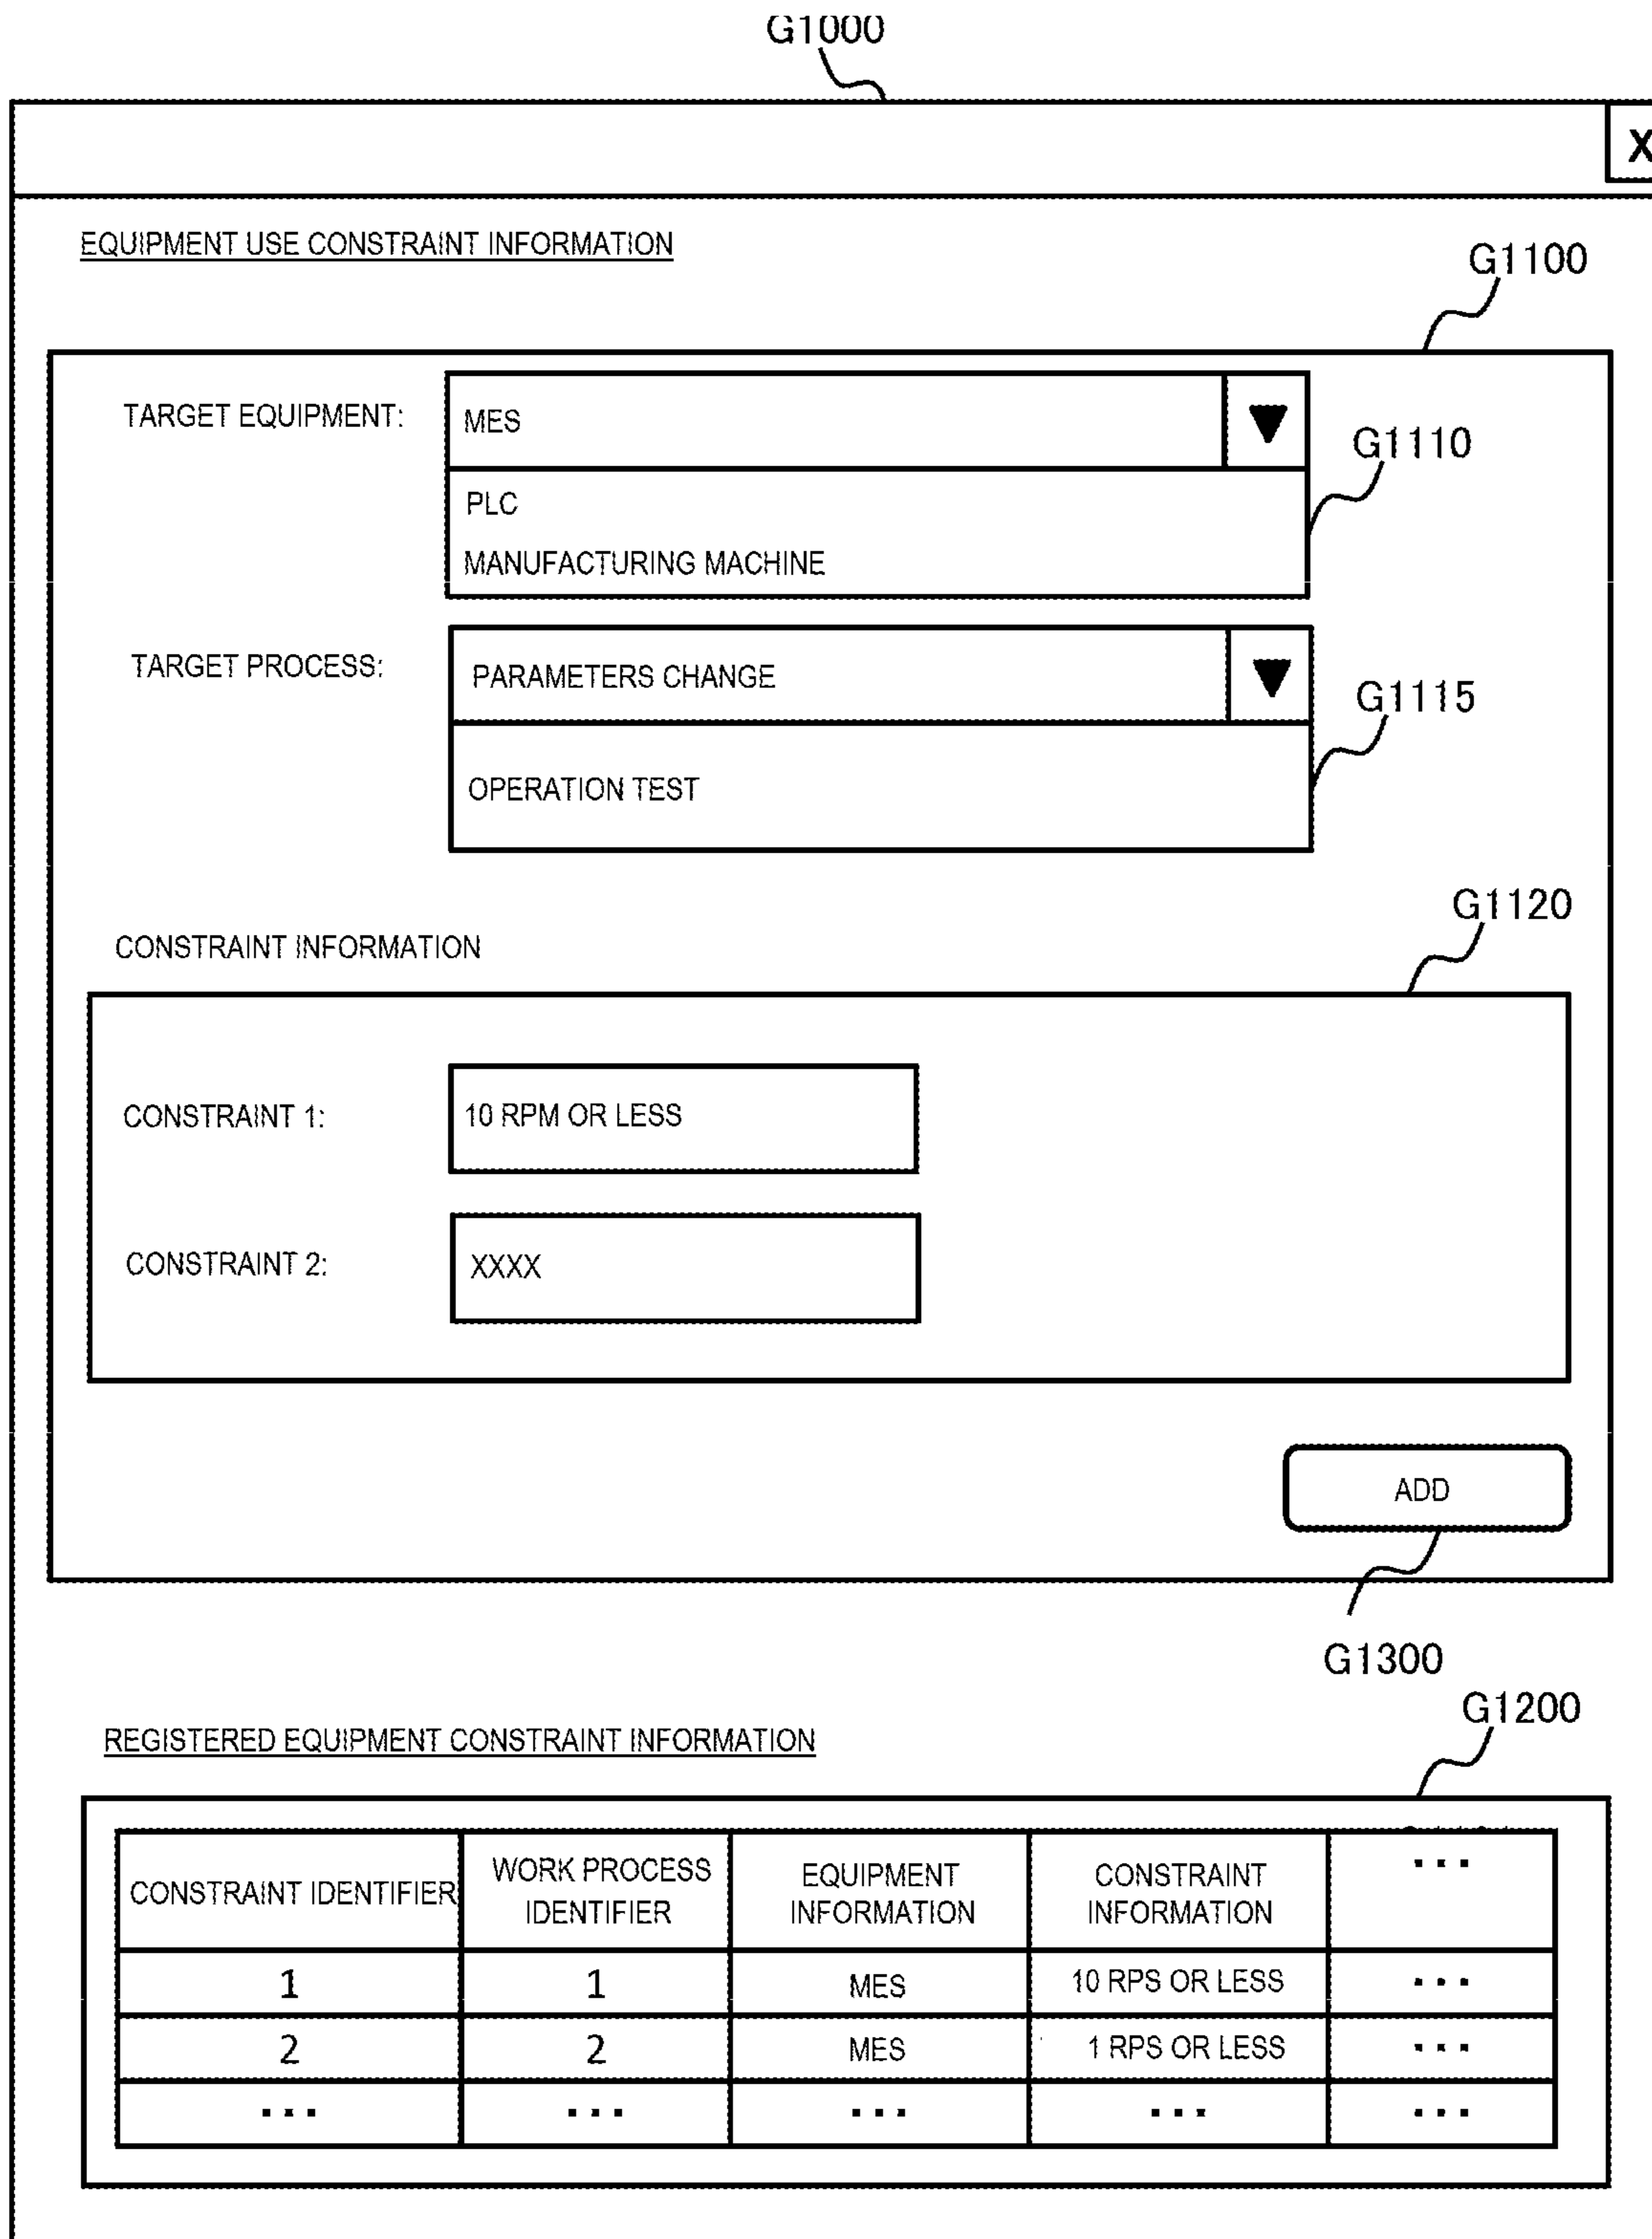 G1000
X
EQUIPMENT USE CONSTRAINT INFORMATION
G1100
TARGET EQUIPMENT:
MES
▼
G1110
PLC
MANUFACTURING MACHINE
TARGET PROCESS:
PARAMETERS CHANGE
▼
G1115
OPERATION TEST
G1120
CONSTRAINT INFORMATION
CONSTRAINT 1:
10 RPM OR LESS
CONSTRAINT 2:
XXXX
ADD
G1300
G1200
REGISTERED EQUIPMENT CONSTRAINT INFORMATION
CONSTRAINT IDENTIFIER
WORK PROCESS
IDENTIFIER
EQUIPMENT
INFORMATION
CONSTRAINT
INFORMATION
...
1
1
MES
10 RPS OR LESS
...
2
2
MES
1 RPS OR LESS
...
...
...
...
...
...